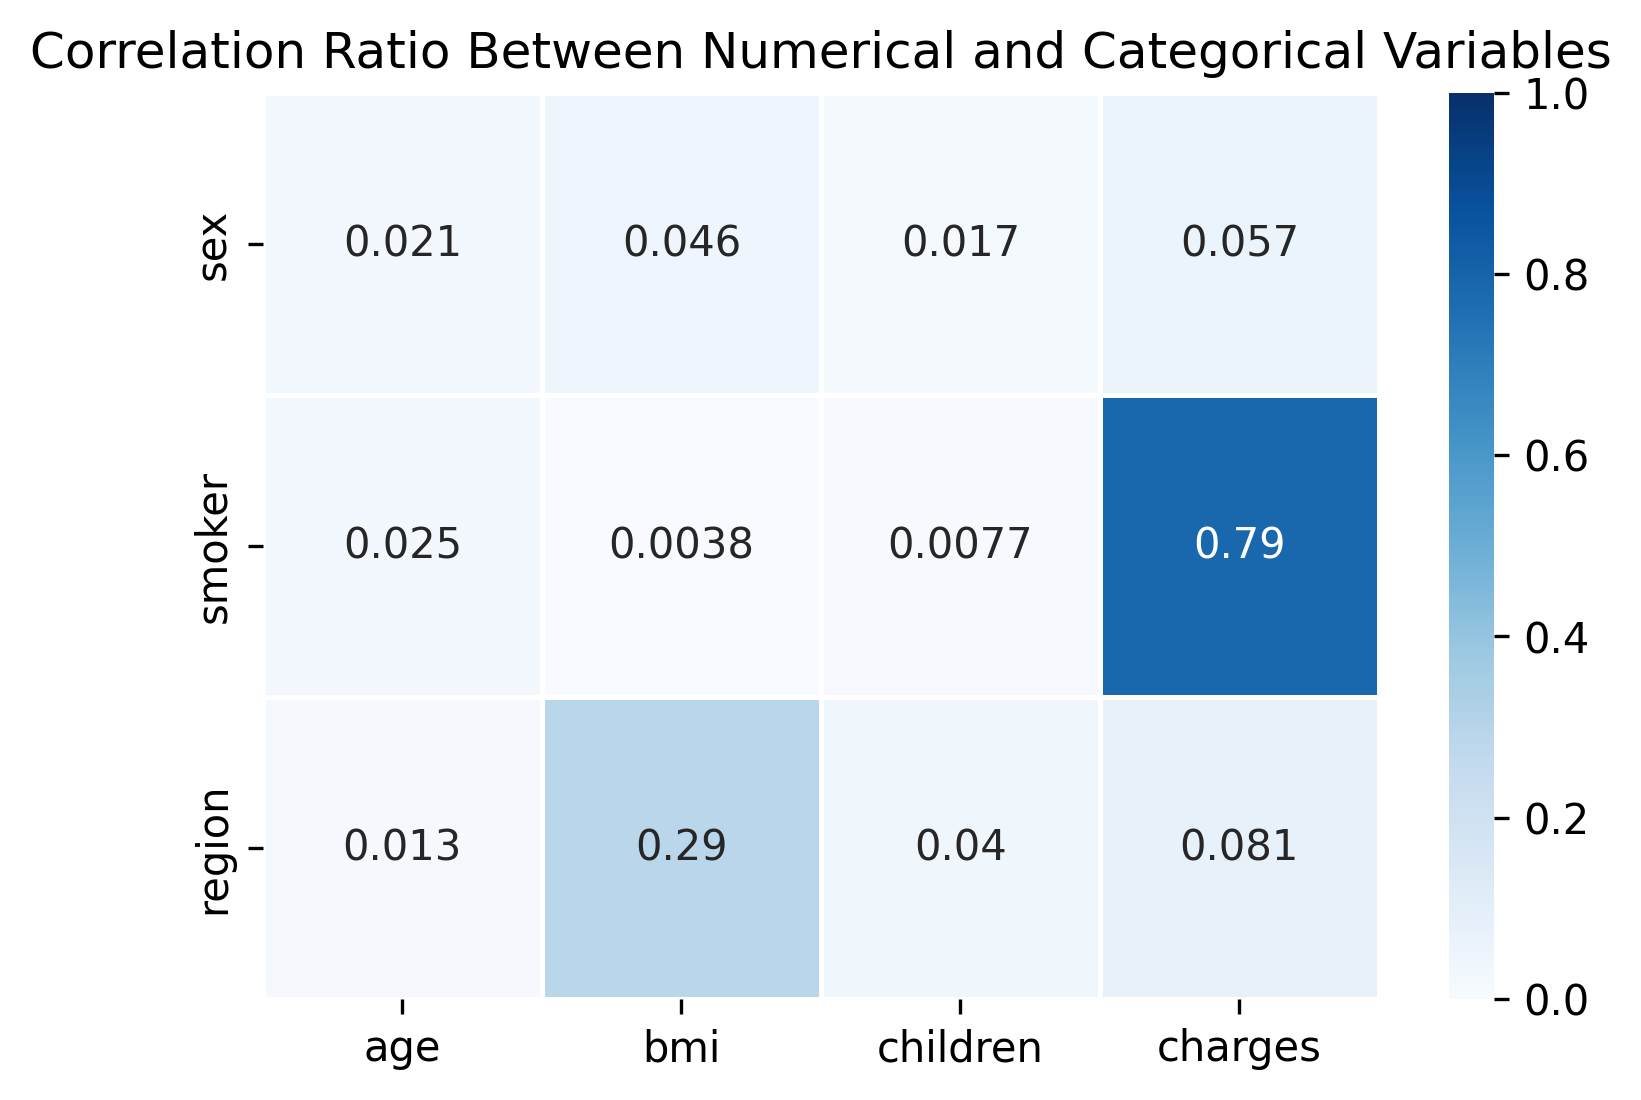 Correlation Ratio Between Numerical and Categorical Variables
sex
smoker
region
0.021 0.046 0.017 0.057
0.025 0.0038 0.0077 0.79
0.013 0.29 0.04 0.081
age bmi children charges
1.0
0.8
0.6
0.4
0.2
0.0